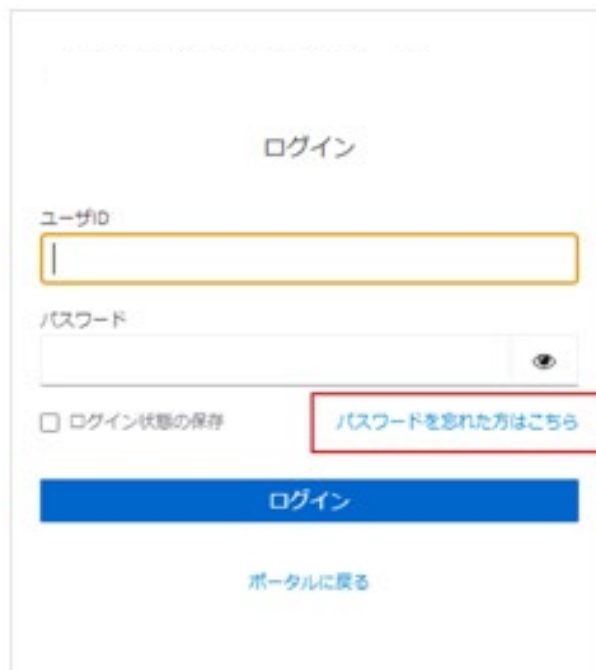 ログイン
ユーザID
パスワード
ログイン状態の保存 パスワードを忘れた方はこちら
ログイン
ポータルに戻る